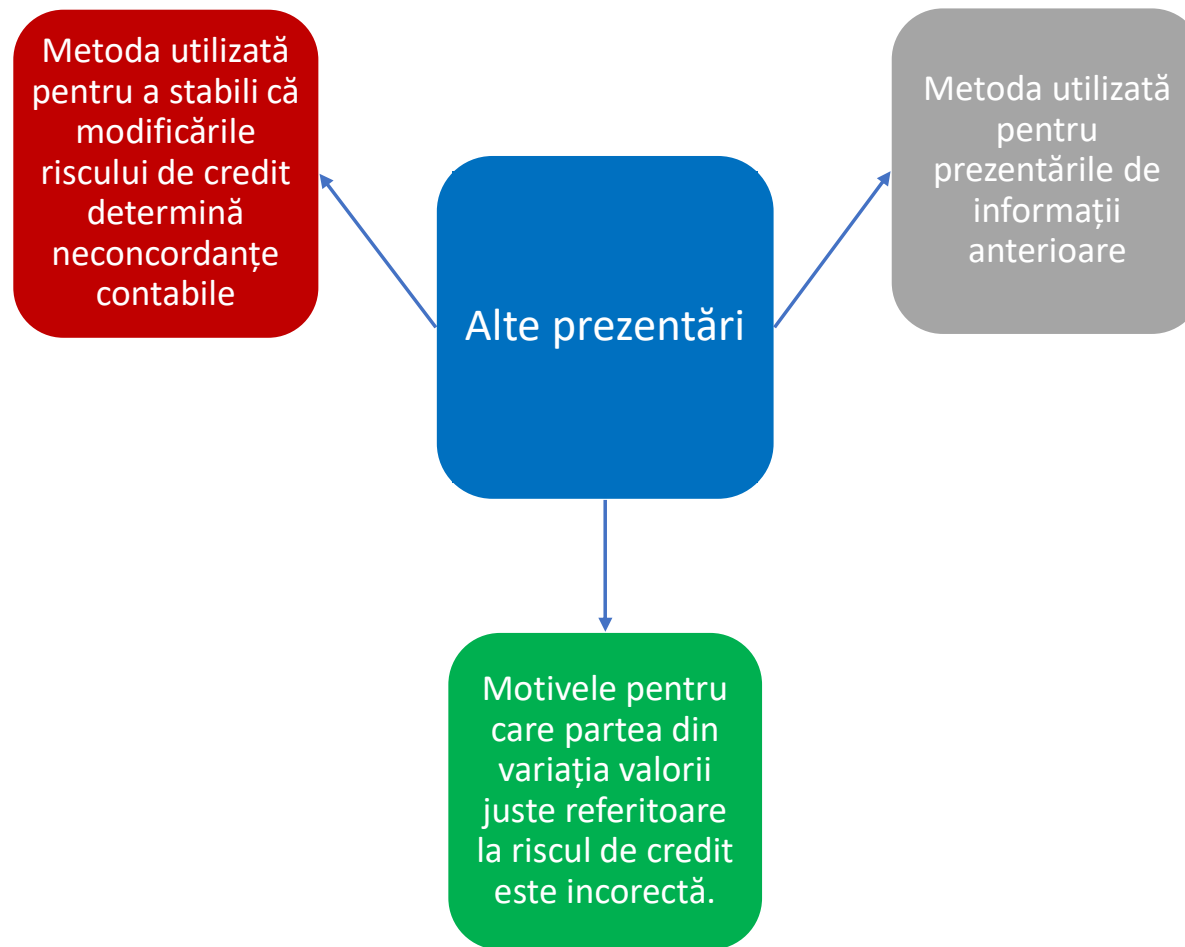 Metoda utilizată
pentru a stabili că
modificările
riscului de credit
determină
neconcordanțe
contabile
Metoda utilizată
pentru
prezentările de
informații
anterioare
Alte prezentări
Motivele pentru
care partea din
variația valorii
juste referitoare
la riscul de credit
este incorectă.